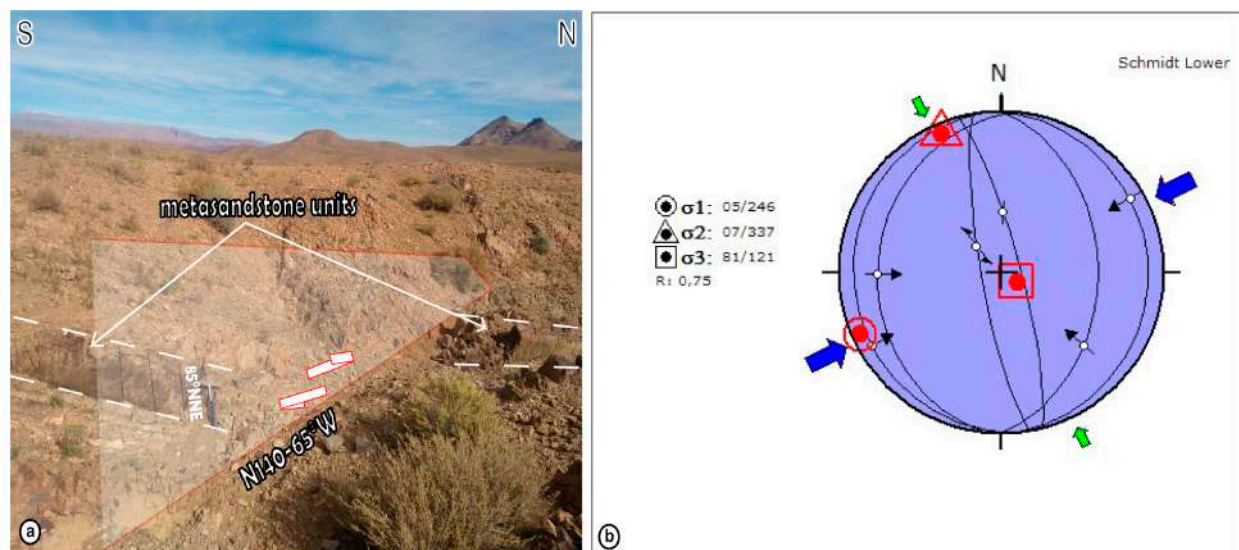 S
N
metasandstone units
85°NNE
N140-65°W
a
N
Schmidt Lower
σ1: 05/246
σ2: 07/337
σ3: 81/121
R: 0,75
b